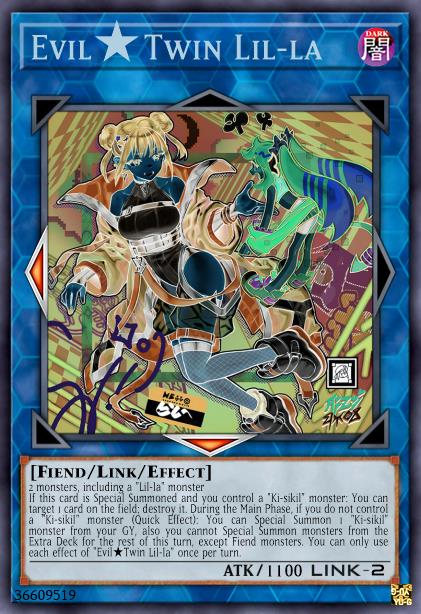 EVIL★TWIN LIL-LA
DARK
闇
HELLO
[FIEND/LINK/EFFECT]
2 monsters, including a "Lil-la" monster
If this card is Special Summoned and you control a "Ki-sikil" monster: You can
target 1 card on the field; destroy it. During the Main Phase, if you do not control
a "Ki-sikil" monster (Quick Effect): You can Special Summon 1 "Ki-sikil"
monster from your GY, also you cannot Special Summon monsters from the
Extra Deck for the rest of this turn, except Fiend monsters. You can only use
each effect of "Evil★Twin Lil-la" once per turn.
ATK/1100 LINK-2
36609519